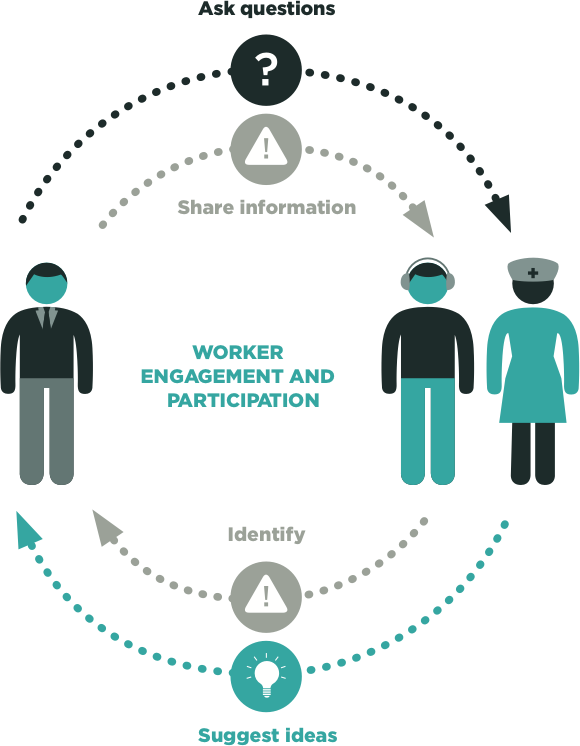 Ask questions
?
!
Share information
WORKER
ENGAGEMENT AND
PARTICIPATION
Identify
!
Suggest ideas